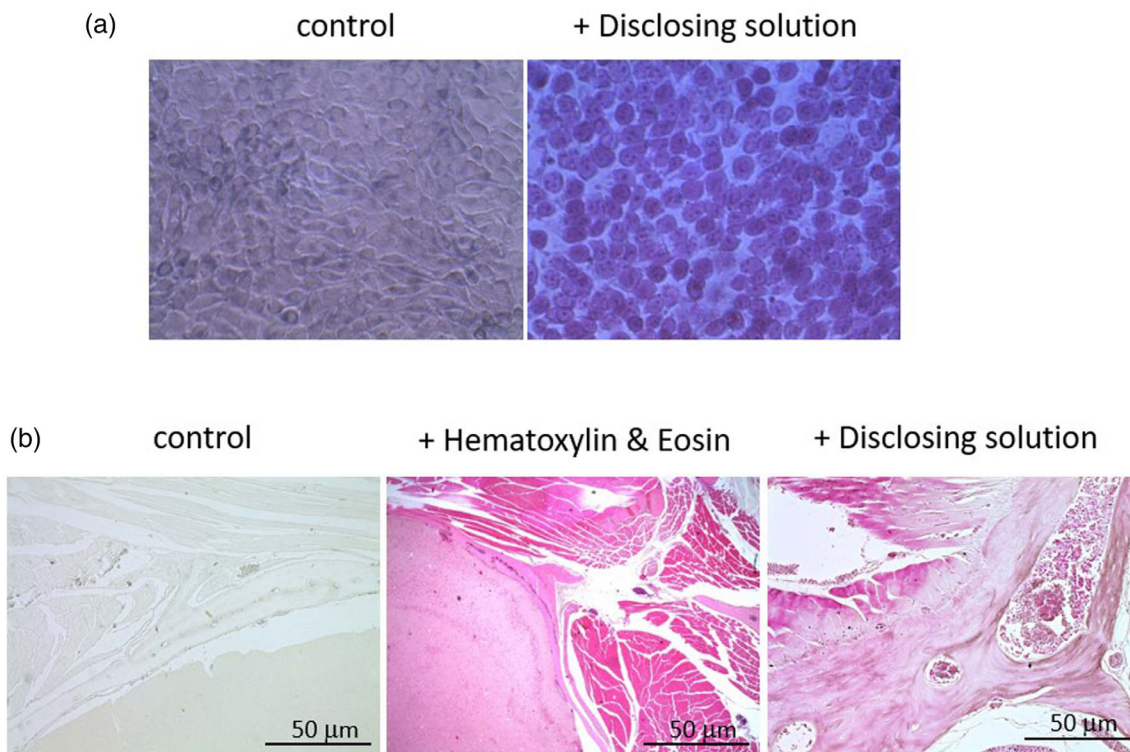 (a) control + Disclosing solution
(b) control + Hematoxylin & Eosin + Disclosing solution
50 μm 50 μm 50 μm